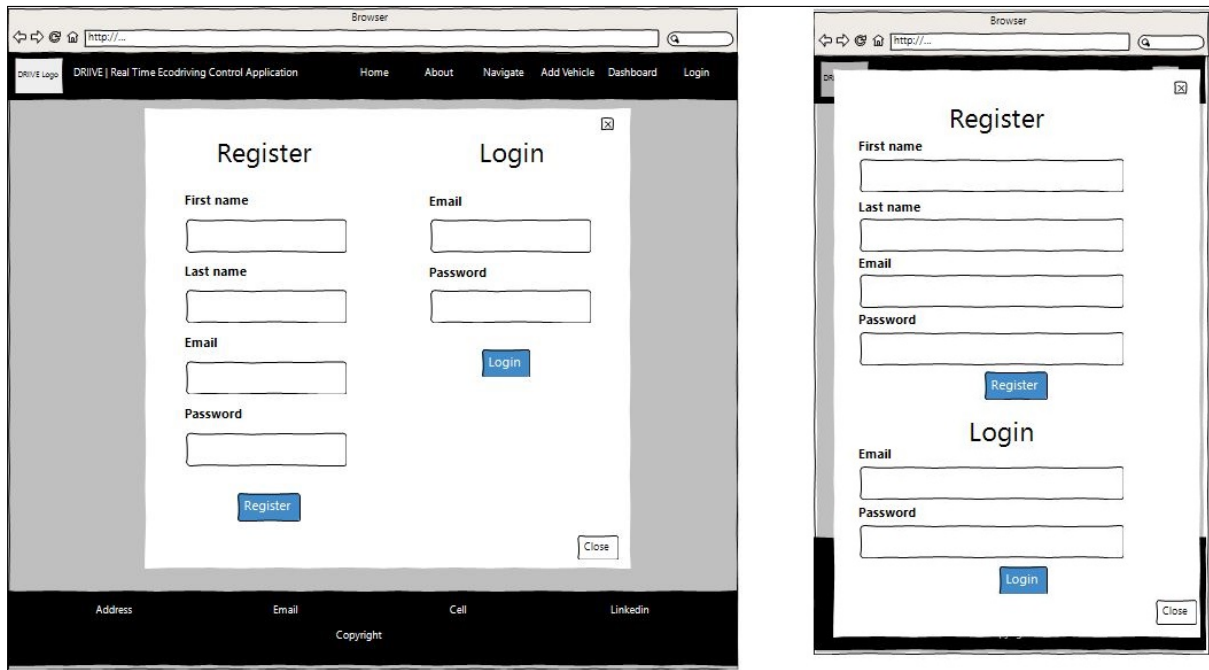 Browser
http://...
DRIIVE Logo
DRIIVE | Real Time Ecodriving Control Application Home About Navigate Add Vehicle Dashboard Login
Register
First name
Last name
Email
Password
Register
Login
Email
Password
Login
Close
Address Email Cell Linkedin
Copyright
Browser
http://...
DR
Register
First name
Last name
Email
Password
Register
Login
Email
Password
Login
Close